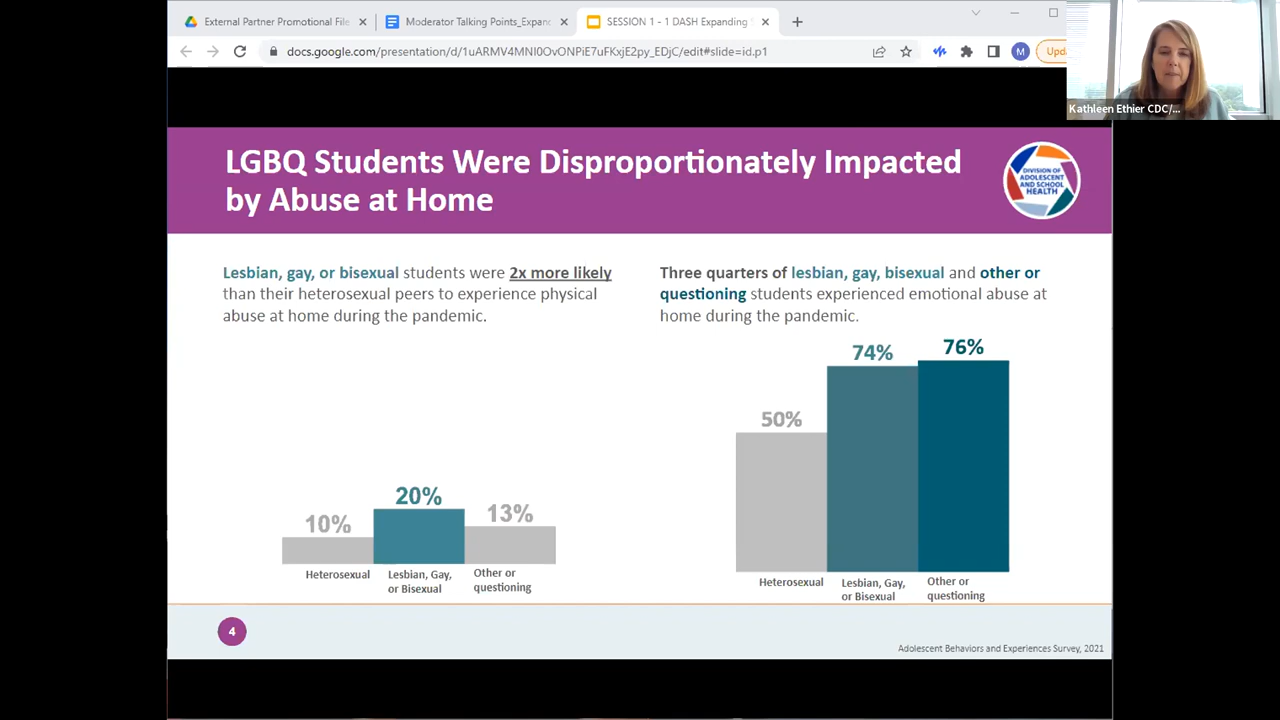 External Partner Promotional File
Moderator Talking Points_Expand
SESSION 1 - 1 DASH Expanding S
docs.google.com/presentation/d/1uARMV4MNI0OvONPiE7uFKxjE2py_EDjC/edit#slide=id.p1
M
Upda
Kathleen Ethier CDC/...
LGBQ Students Were Disproportionately Impacted
by Abuse at Home
DIVISION OF
ADOLESCENT
AND SCHOOL
HEALTH
Lesbian, gay, or bisexual students were 2x more likely
than their heterosexual peers to experience physical
abuse at home during the pandemic.
Three quarters of lesbian, gay, bisexual and other or
questioning students experienced emotional abuse at
home during the pandemic.
10%
20%
13%
Heterosexual
Lesbian, Gay,
or Bisexual
Other or
questioning
50%
74%
76%
Heterosexual
Lesbian, Gay,
or Bisexual
Other or
questioning
4
Adolescent Behaviors and Experiences Survey, 2021